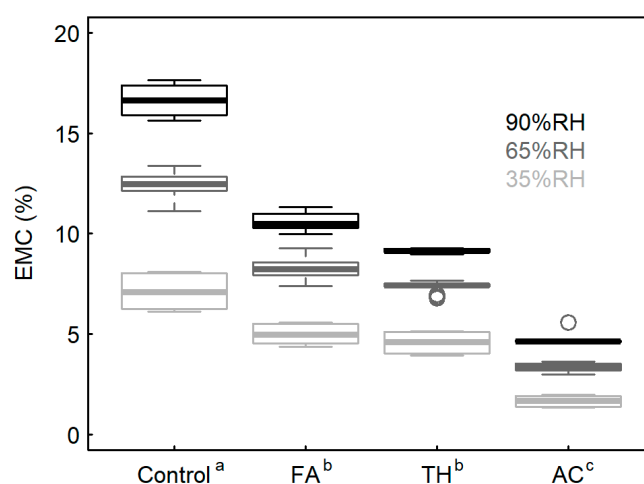 20
15
10
5
0
EMC (%)
90%RH
65%RH
35%RH
Control a
FA b
TH b
AC c